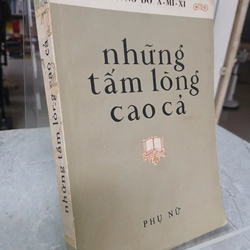 A-MI-XI
những
tấm lòng
cao cả
PHỤ NỮ
những tấm lòng cao cả